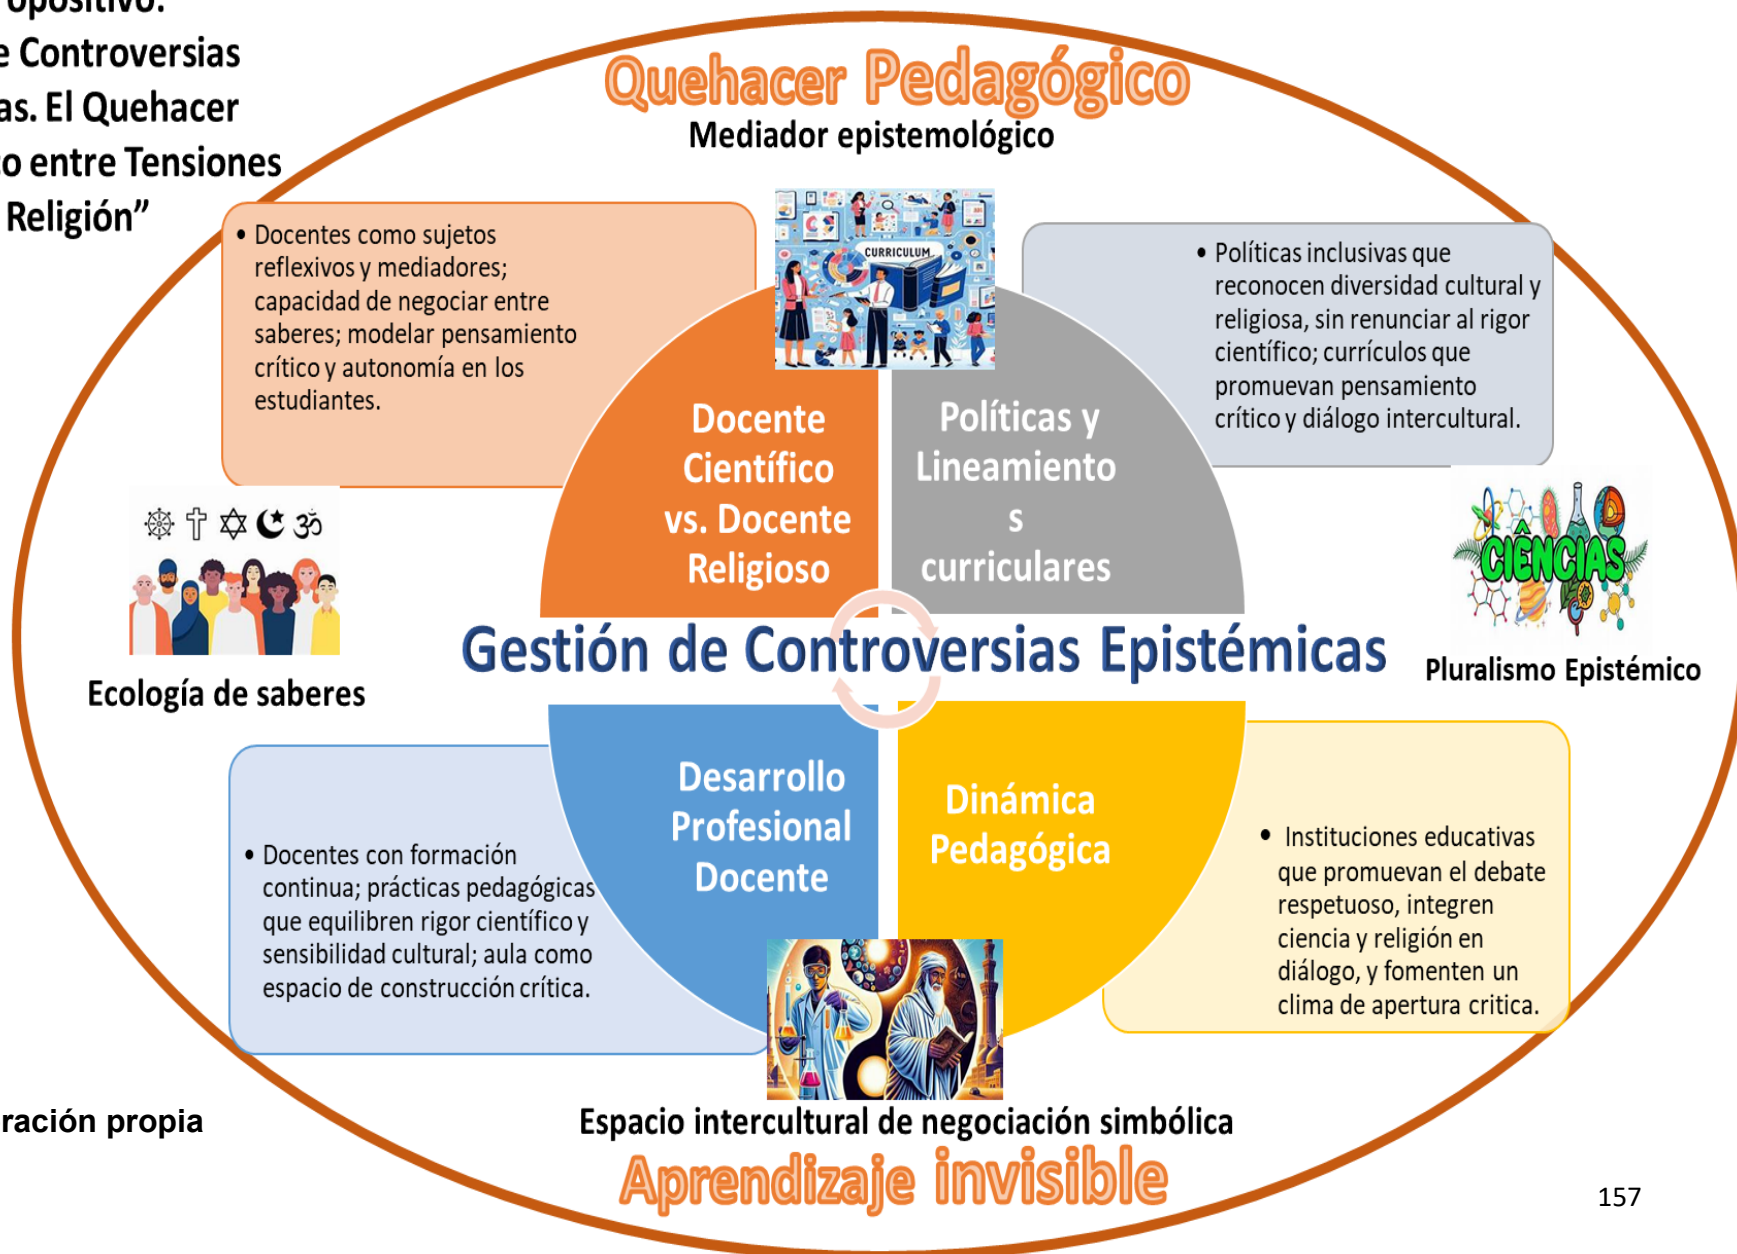 opositivo:
e Controversias
as. El Quehacer
o entre Tensiones
Religión”
Quehacer Pedagógico
Mediador epistemológico
• Docentes como sujetos
reflexivos y mediadores;
capacidad de negociar entre
saberes; modelar pensamiento
crítico y autonomía en los
estudiantes.
CURRICULUM
• Políticas inclusivas que
reconocen diversidad cultural y
religiosa, sin renunciar al rigor
científico; currículos que
promuevan pensamiento
crítico y diálogo intercultural.
Docente
Científico
vs. Docente
Religioso
Políticas y
Lineamiento
s
curriculares
CIÊNCIAS
Ecología de saberes
Gestión de Controversias Epistémicas
Pluralismo Epistémico
Desarrollo
Profesional
Docente
Dinámica
Pedagógica
• Docentes con formación
continua; prácticas pedagógicas
que equilibren rigor científico y
sensibilidad cultural; aula como
espacio de construcción crítica.
• Instituciones educativas
que promuevan el debate
respetuoso, integren
ciencia y religión en
diálogo, y fomenten un
clima de apertura critica.
ración propia
Espacio intercultural de negociación simbólica
Aprendizaje invisible
157